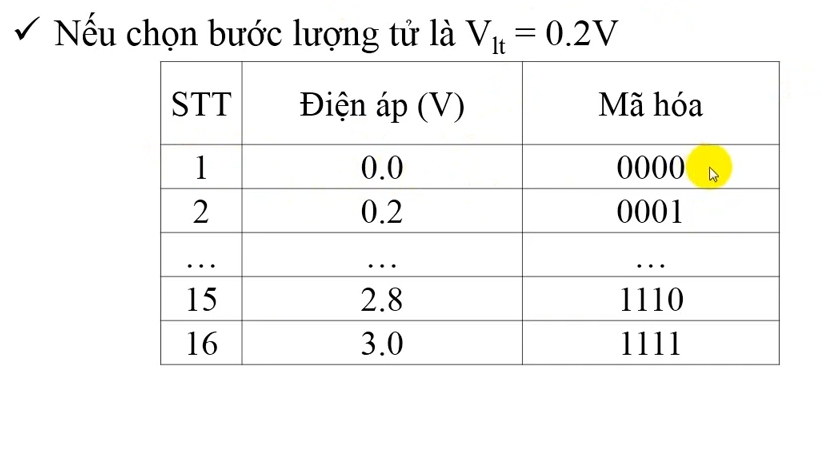 ✓ Nếu chọn bước lượng tử là Vlt = 0.2V
STT Điện áp (V) Mã hóa
1 0.0 0000
2 0.2 0001
… … …
15 2.8 1110
16 3.0 1111